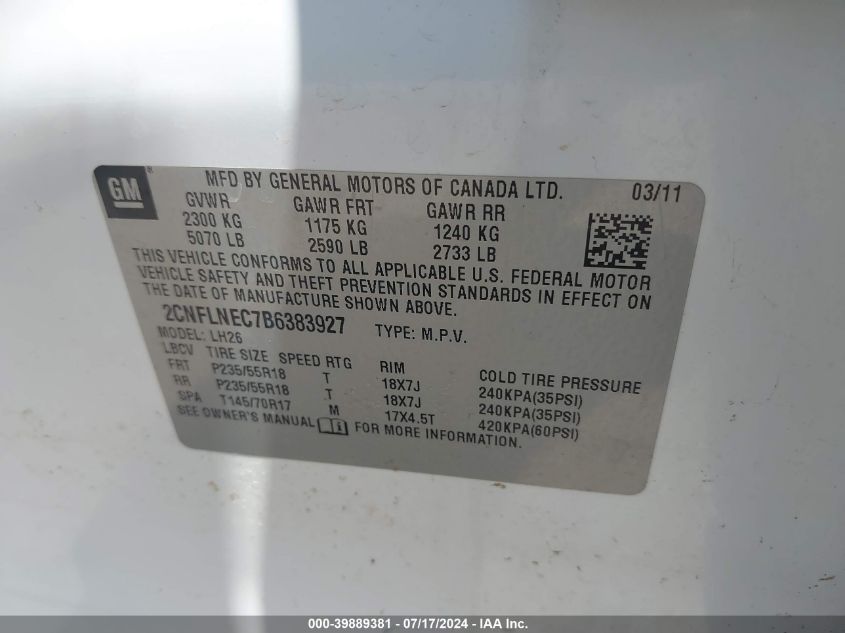 GM ®
MFD BY GENERAL MOTORS OF CANADA LTD. 03/11
GVWR GAWR FRT GAWR RR
2300 KG 1175 KG 1240 KG
5070 LB 2590 LB 2733 LB
THIS VEHICLE CONFORMS TO ALL APPLICABLE U.S. FEDERAL MOTOR
VEHICLE SAFETY AND THEFT PREVENTION STANDARDS IN EFFECT ON
THE DATE OF MANUFACTURE SHOWN ABOVE.
2CNFLNEC7B6383927 TYPE: M.P.V.
MODEL: LH26
LBCV TIRE SIZE SPEED RTG RIM COLD TIRE PRESSURE
FRT P235/55R18 T 18X7J 240KPA(35PSI)
RR P235/55R18 T 18X7J 240KPA(35PSI)
SPA T145/70R17 M 17X4.5T 420KPA(60PSI)
SEE OWNER'S MANUAL FOR MORE INFORMATION
000-39889381 - 07/17/2024 - IAA Inc.